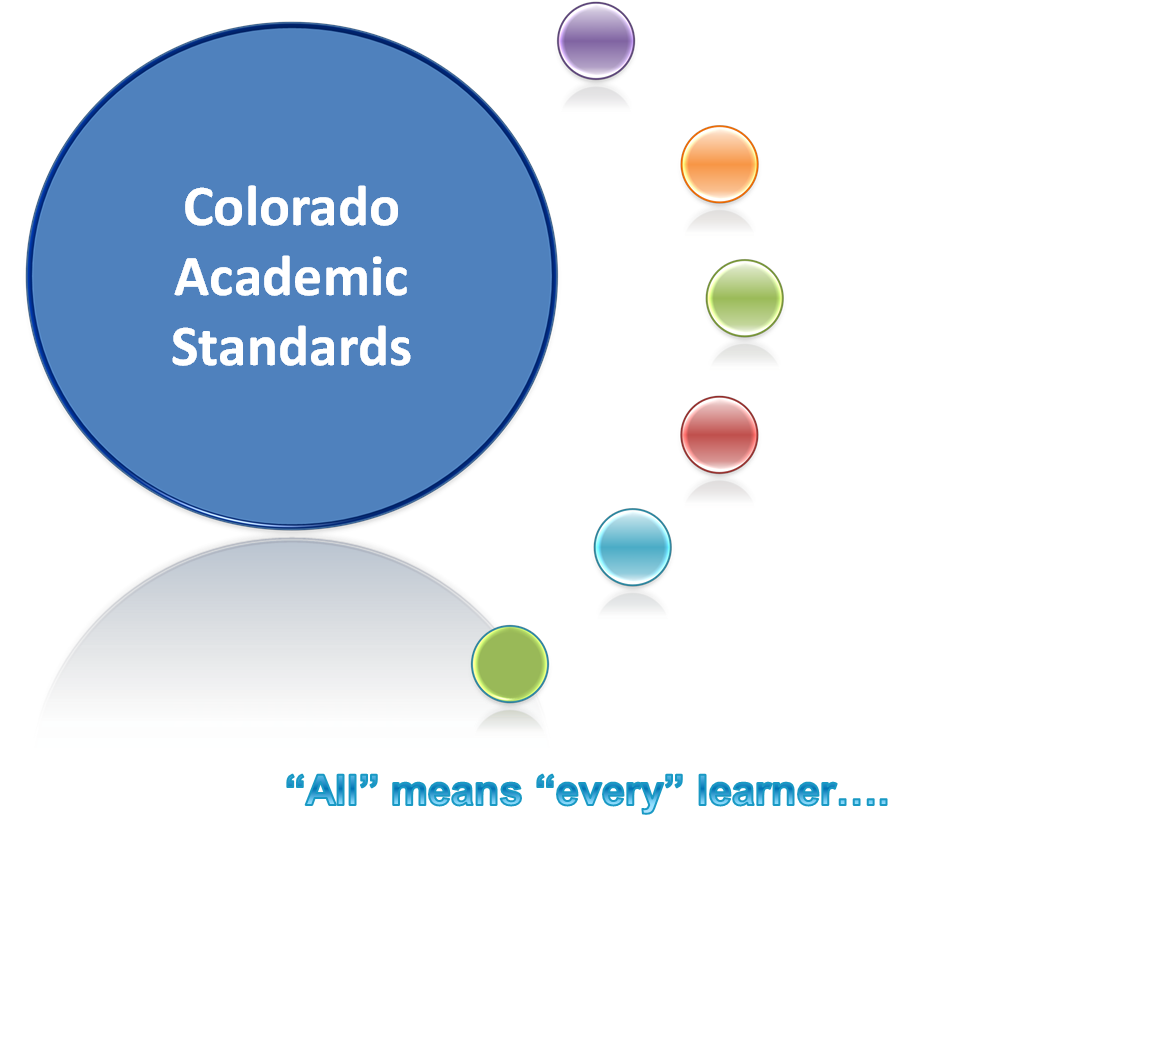 Colorado
Academic
Standards
“All” means “every” learner….